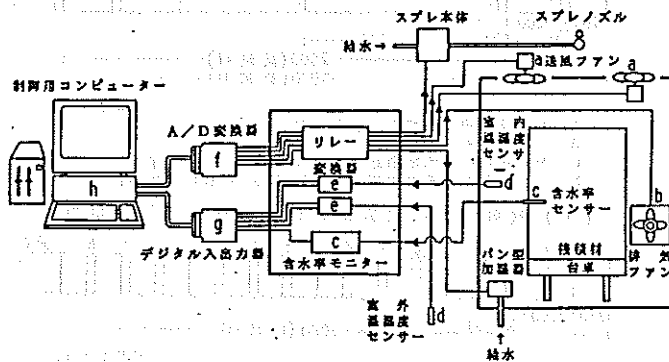 スプレ本体
スプレノズル
給水→
a送風ファン
a
制御用コンピューター
A/D変換器
f
リレー
室内
温湿度
センサ
変換器
e
d
h
e
c
含水率
センサー
b
g
デジタル入出力器
c
含水率モニター
パン型
加湿器
桟積材
台車
排気
ファン
室外
温湿度
センサー
d
↑
給水